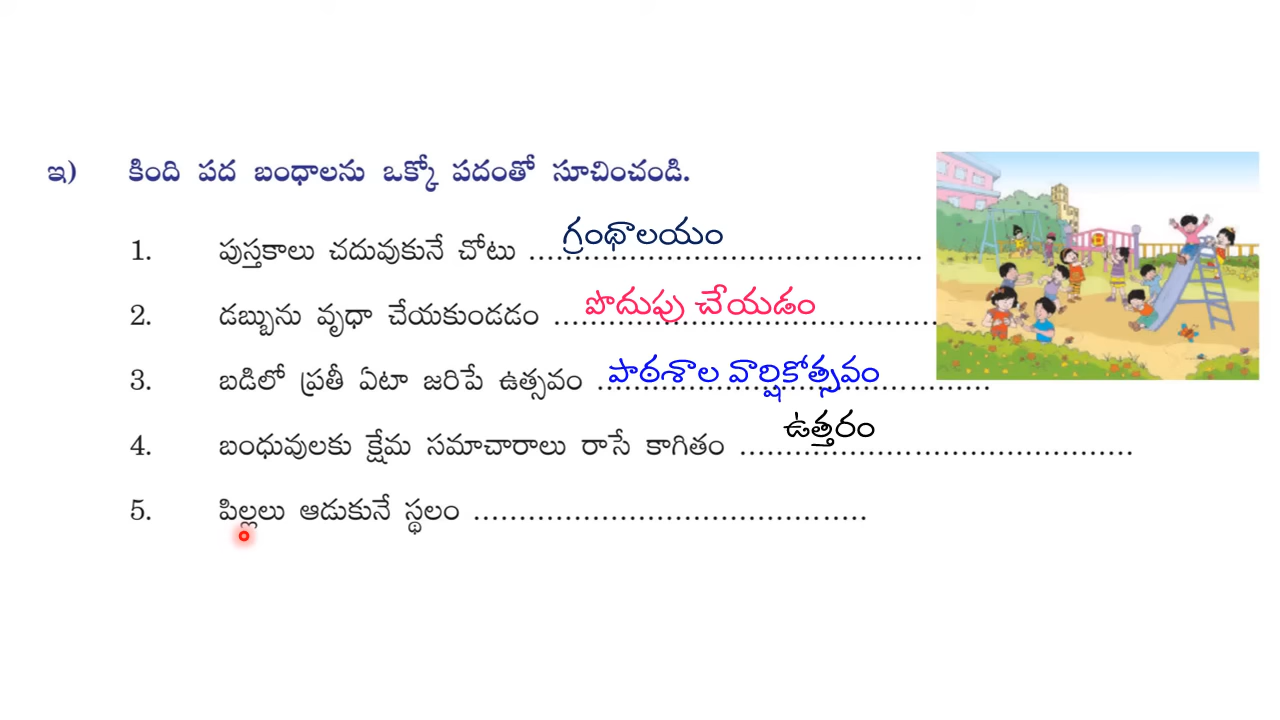 ఇ) కింది పద బంధాలను ఒక్కో పదంతో సూచించండి.
1. పుస్తకాలు చదువుకునే చోటు ........................................... గ్రంథాలయం
2. డబ్బును వృధా చేయకుండడం .......................................... పొదుపు చేయడం
3. బడిలో ప్రతీ ఏటా జరిపే ఉత్సవం ........................................... పాఠశాల వార్షికోత్సవం
4. బంధువులకు క్షేమ సమాచారాలు రాసే కాగితం ........................................... ఉత్తరం
5. పిల్లలు ఆడుకునే స్థలం ...........................................